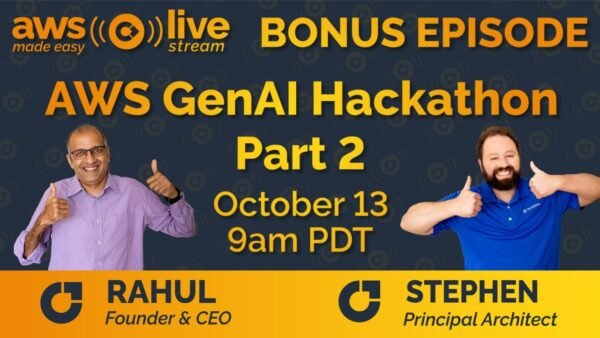 aws live
made easy stream
BONUS EPISODE
AWS GenAI Hackathon
Part 2
October 13
9am PDT
RAHUL
Founder & CEO
STEPHEN
Principal Architect